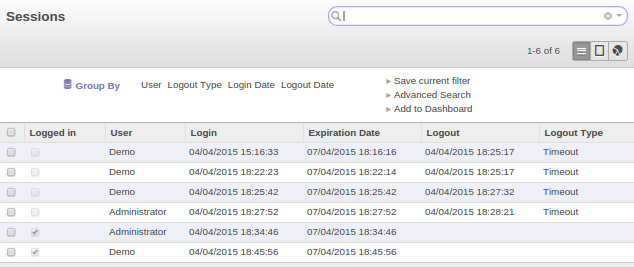 Sessions
1-6 of 6
Group By User Logout Type Login Date Logout Date
▸ Save current filter
▸ Advanced Search
▸ Add to Dashboard
Logged in User Login Expiration Date Logout Logout Type
Demo 04/04/2015 15:16:33 07/04/2015 18:16:16 04/04/2015 18:25:17 Timeout
Demo 04/04/2015 18:22:23 07/04/2015 18:22:14 04/04/2015 18:25:17 Timeout
Demo 04/04/2015 18:25:42 07/04/2015 18:25:42 04/04/2015 18:27:32 Timeout
Administrator 04/04/2015 18:27:52 07/04/2015 18:27:52 04/04/2015 18:28:21 Timeout
Administrator 04/04/2015 18:34:46 07/04/2015 18:34:46
Demo 04/04/2015 18:45:56 07/04/2015 18:45:56